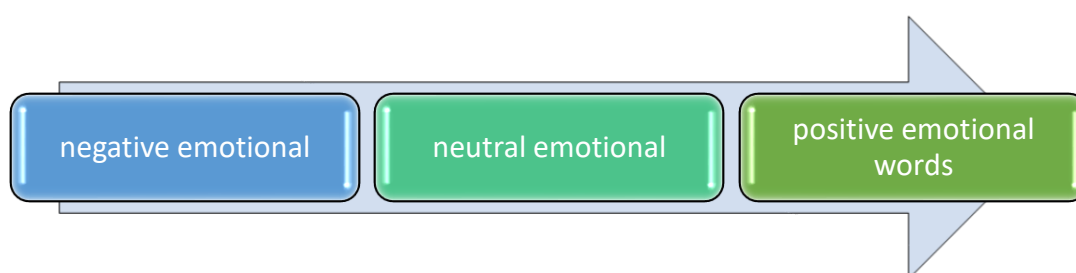 negative emotional
neutral emotional
positive emotional
words